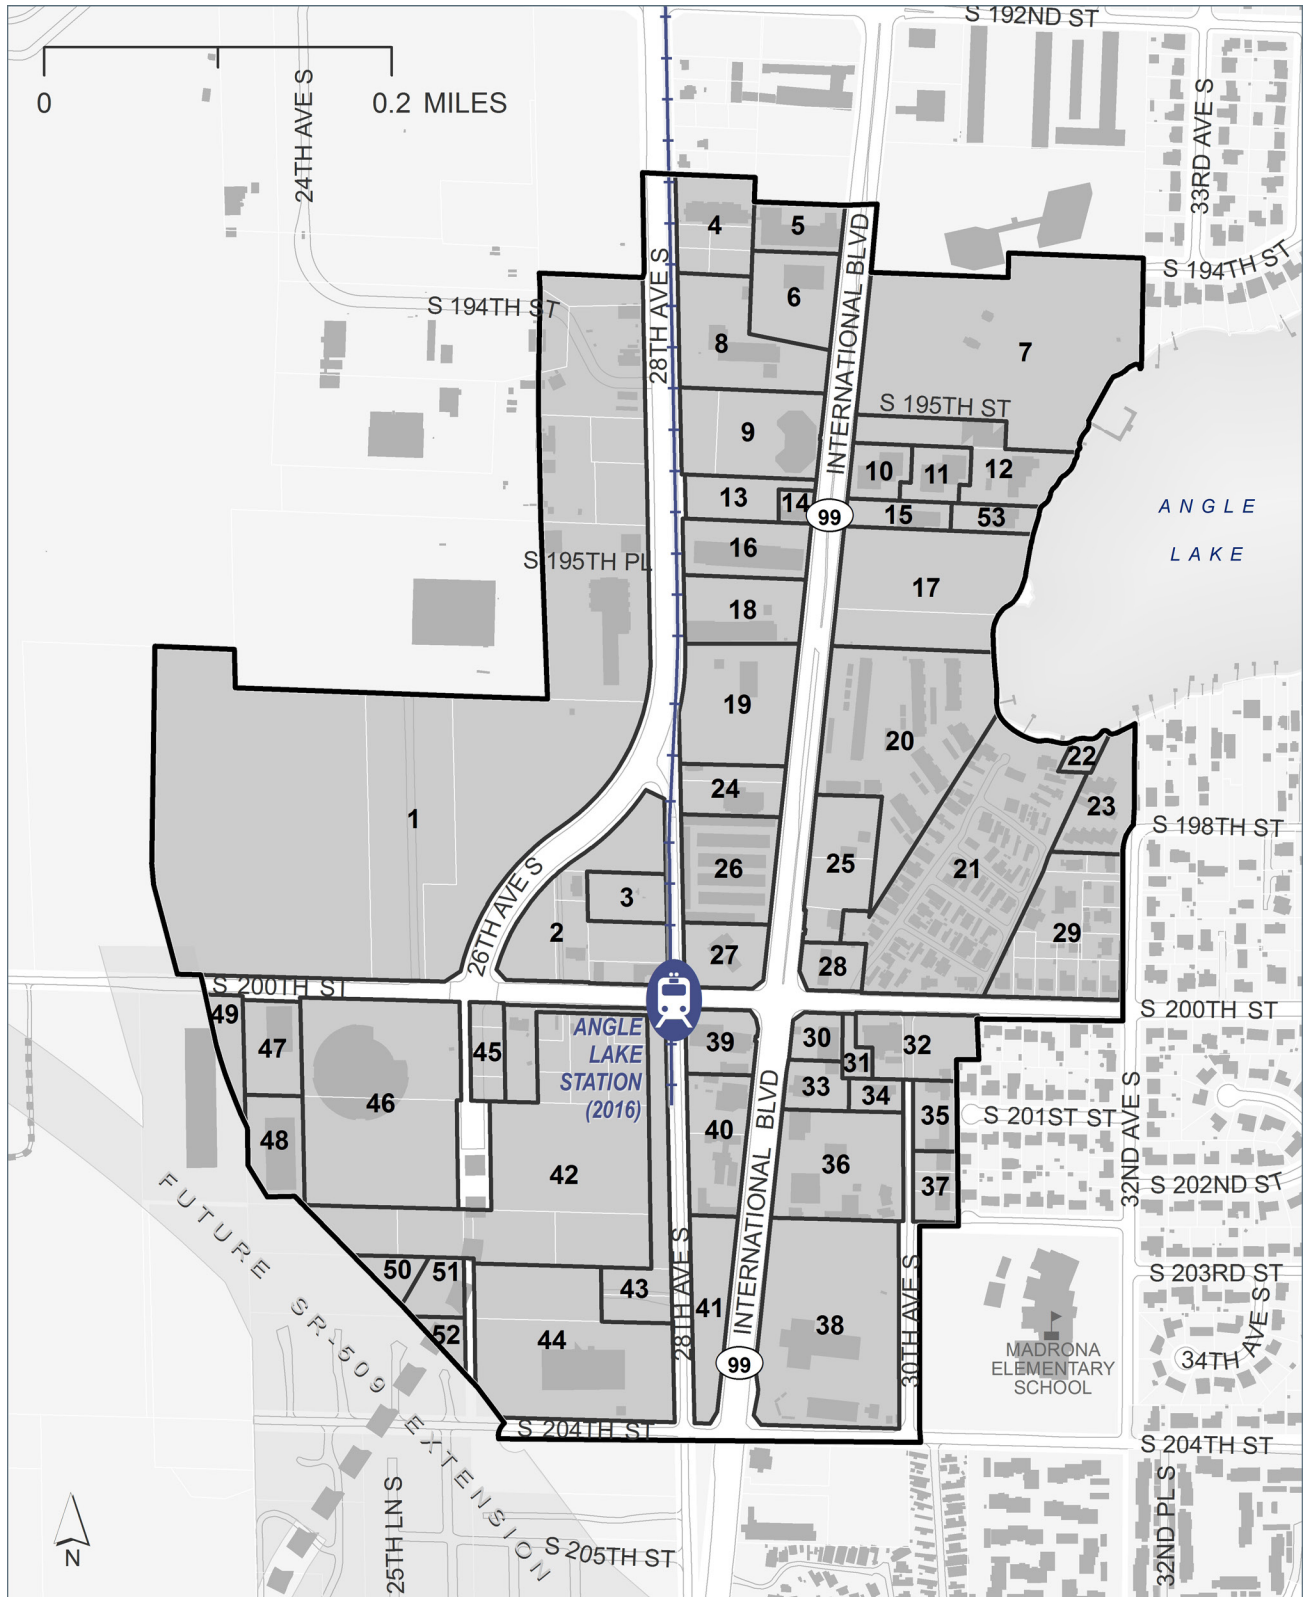 S 192ND ST
0
0.2 MILES
24TH AVE S
33RD AVE S
4
5
28TH AVE S
INTERNATIONAL BLVD
S 194TH ST
S 194TH ST
6
8
7
S 195TH ST
9
10
11
12
13
14
99
15
53
ANGLE
LAKE
16
S 195TH PL
17
18
19
20
22
24
23
1
S 198TH ST
25
26
21
3
26TH AVE S
2
27
28
29
S 200TH ST
S 200TH ST
49
47
45
ANGLE
LAKE
STATION
(2016)
39
30
31
32
33
34
46
48
42
40
35
S 201ST ST
32ND AVE S
36
37
S 202ND ST
INTERNATIONAL BLVD
FUTURE SR-509 EXTENSION
50
51
43
28TH AVE S
41
38
30TH AVE S
S 203RD ST
34TH AVE S
52
44
99
MADRONA
ELEMENTARY
SCHOOL
S 204TH ST
S 204TH ST
N
25TH LN S
S 205TH ST
32ND PL S